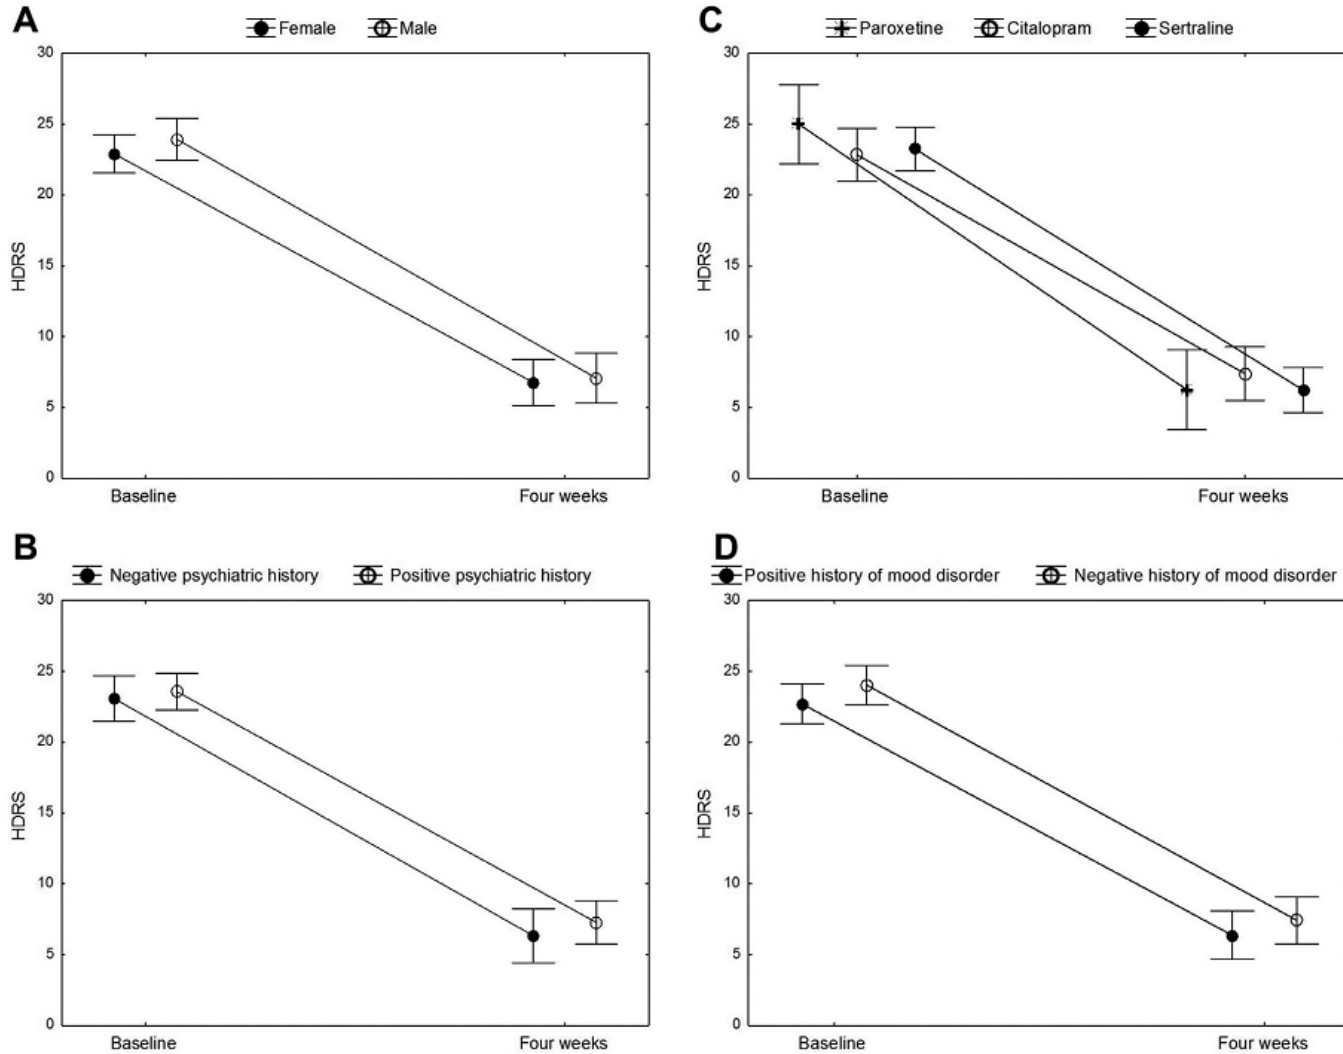 A
Female Male
30
25
20
15
10
5
0
HDRS
Baseline Four weeks
C
Paroxetine Citalopram Sertraline
30
25
20
15
10
5
0
HDRS
Baseline Four weeks
B
Negative psychiatric history Positive psychiatric history
30
25
20
15
10
5
0
HDRS
Baseline Four weeks
D
Positive history of mood disorder Negative history of mood disorder
30
25
20
15
10
5
0
HDRS
Baseline Four weeks